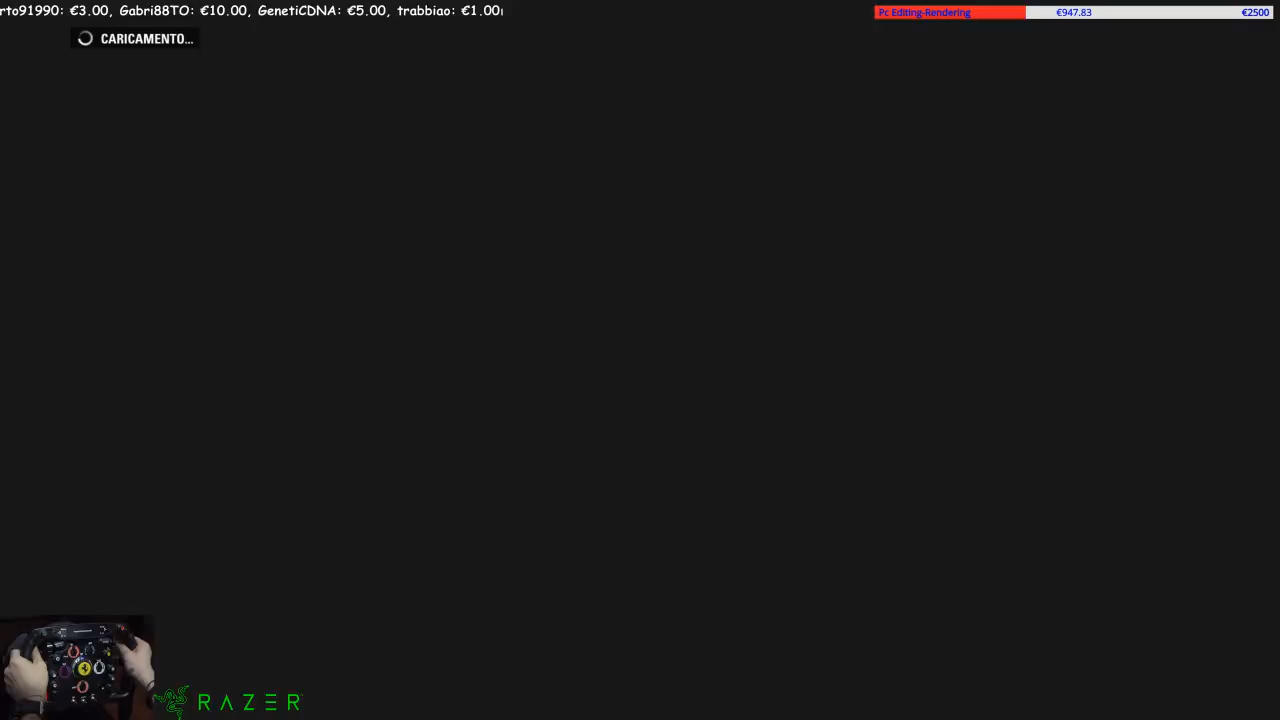 rto91990: €3.00, Gabri88TO: €10.00, GenetiCDNA: €5.00, trabbiao: €1.00
Pc Editing-Rendering €947.83 €2500
CARICAMENTO...
RAZER